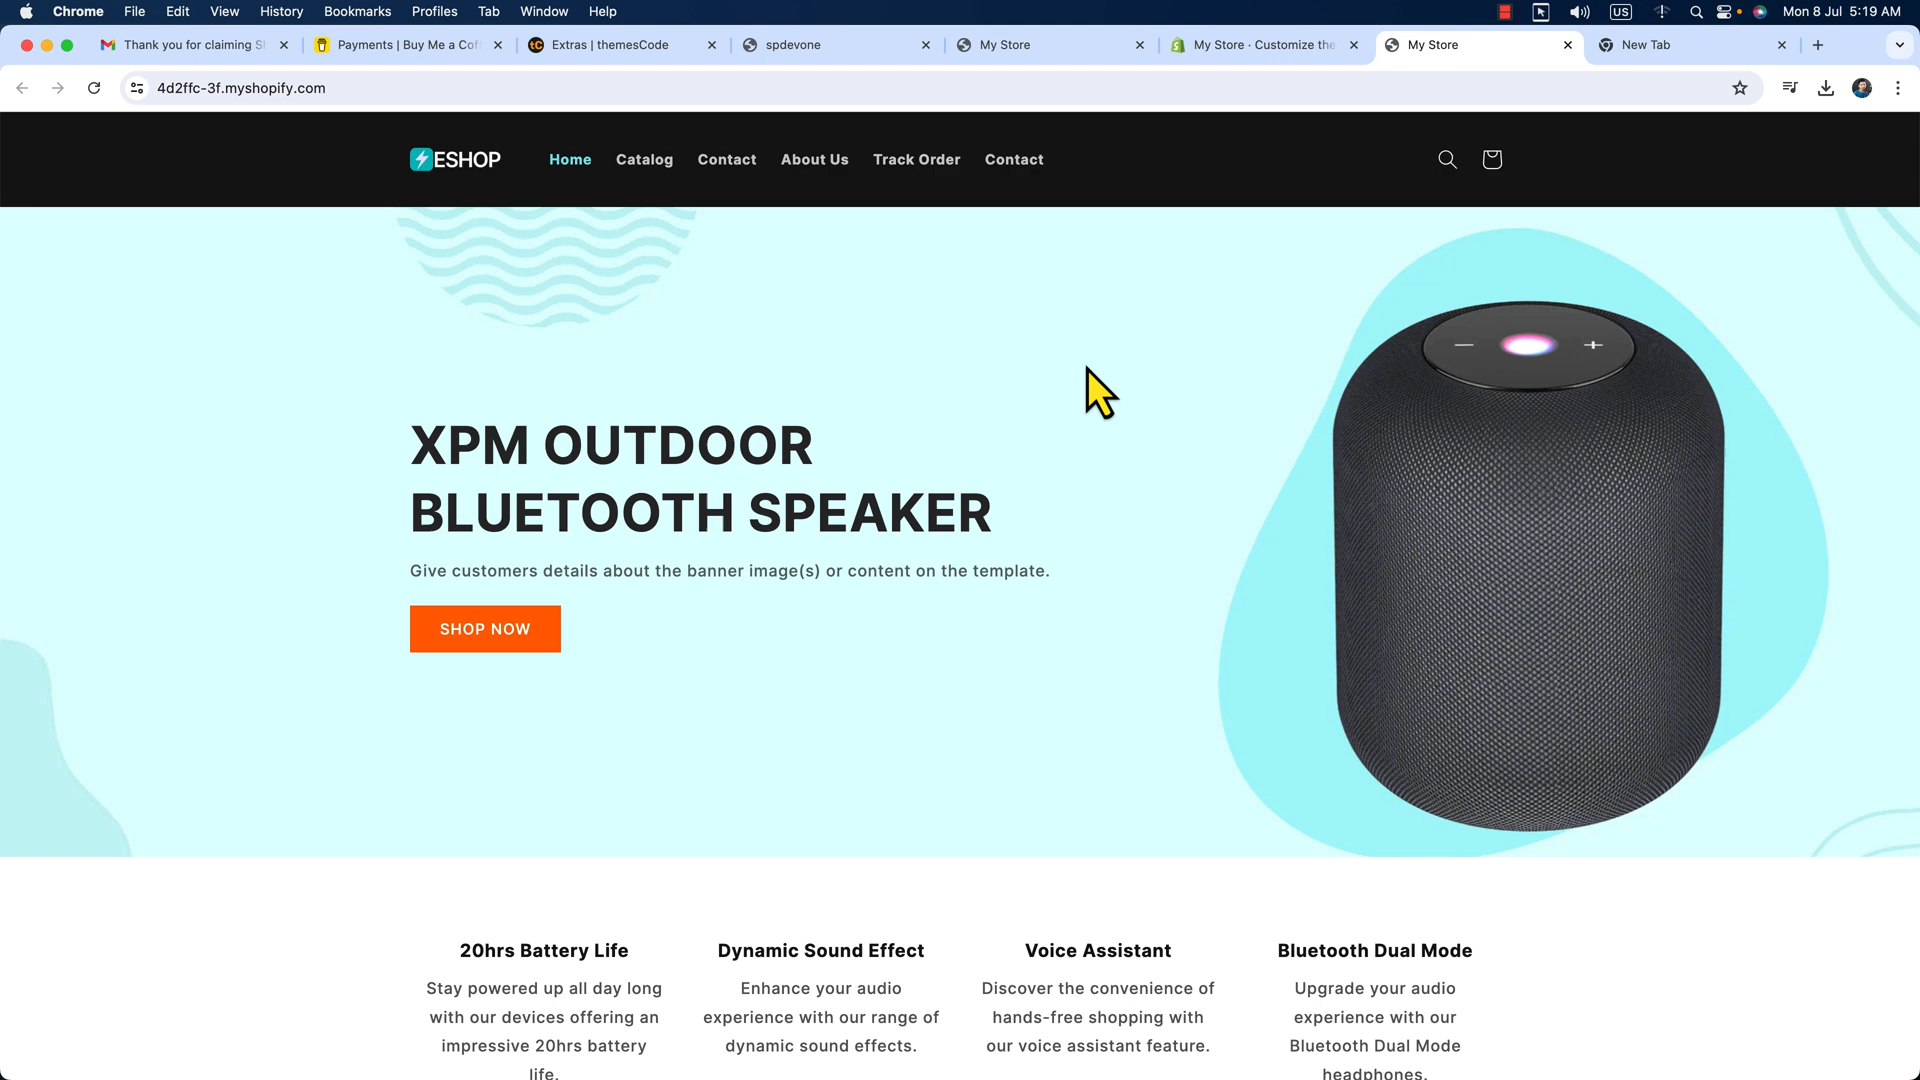 Chrome File Edit View History Bookmarks Profiles Tab Window Help US Mon 8 Jul 5:19 AM
Thank you for claiming Payments | Buy Me a Cof Extras | themesCode spdevone My Store My Store · Customize the My Store New Tab
4d2ffc-3f.myshopify.com
ESHOP Home Catalog Contact About Us Track Order Contact
XPM OUTDOOR
BLUETOOTH SPEAKER
Give customers details about the banner image(s) or content on the template.
SHOP NOW
20hrs Battery Life
Stay powered up all day long
with our devices offering an
impressive 20hrs battery
life.
Dynamic Sound Effect
Enhance your audio
experience with our range of
dynamic sound effects.
Voice Assistant
Discover the convenience of
hands-free shopping with
our voice assistant feature.
Bluetooth Dual Mode
Upgrade your audio
experience with our
Bluetooth Dual Mode
headphones.